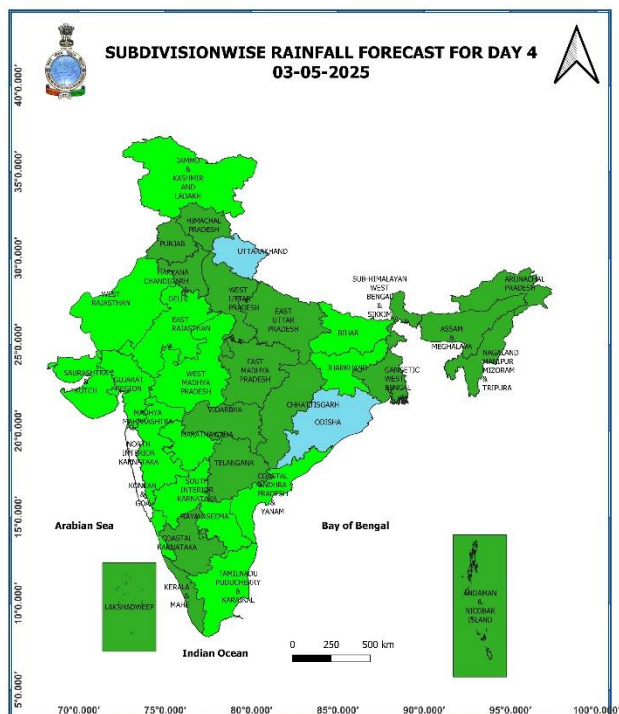 SUBDIVISIONWISE RAINFALL FORECAST FOR DAY 4
03-05-2025
40°0.000'
35°0.000'
30°0.000'
25°0.000'
20°0.000'
15°0.000'
10°0.000'
5°0.000'
JAMMU
&
KASHMIR
AND
LADAKH
HIMACHAL
PRADESH
PUNJAB
UTTARAKHAND
HARYANA
CHANDIGARH
&
DELHI
WEST
UTTAR
PRADESH
SUB-HIMALAYAN
WEST
BENGAL
&
SIKKIM
ARUNACHAL
PRADESH
WEST
RAJASTHAN
EAST
RAJASTHAN
EAST
UTTAR
PRADESH
BIHAR
ASSAM
&
MEGHALAYA
NAGALAND
MANIPUR
MIZORAM
&
TRIPURA
SAURASHTRA
&
KUTCH
GUJARAT
REGION
WEST
MADHYA
PRADESH
EAST
MADHYA
PRADESH
JHARKHAND
GANGETIC
WEST
BENGAL
MADHYA
MAHARASHTRA
VIDARBHA
CHHATTISGARH
ODISHA
MARATHAWADA
NORTH
INTERIOR
KARNATAKA
TELANGANA
KONKAN
&
GOA
SOUTH
INTERIOR
KARNATAKA
COASTAL
ANDHRA
PRADESH
&
YANAM
RAYALASEEMA
Arabian Sea
Bay of Bengal
COASTAL
KARNATAKA
TAMILNADU
PUDUCHERRY
&
KARAIKAL
KERALA
&
MAHE
LAKSHADWEEP
ANDAMAN
&
NICOBAR
ISLAND
Indian Ocean
0 250 500 km
70°0.000' 75°0.000' 80°0.000' 85°0.000' 90°0.000' 95°0.000' 100°0.000'